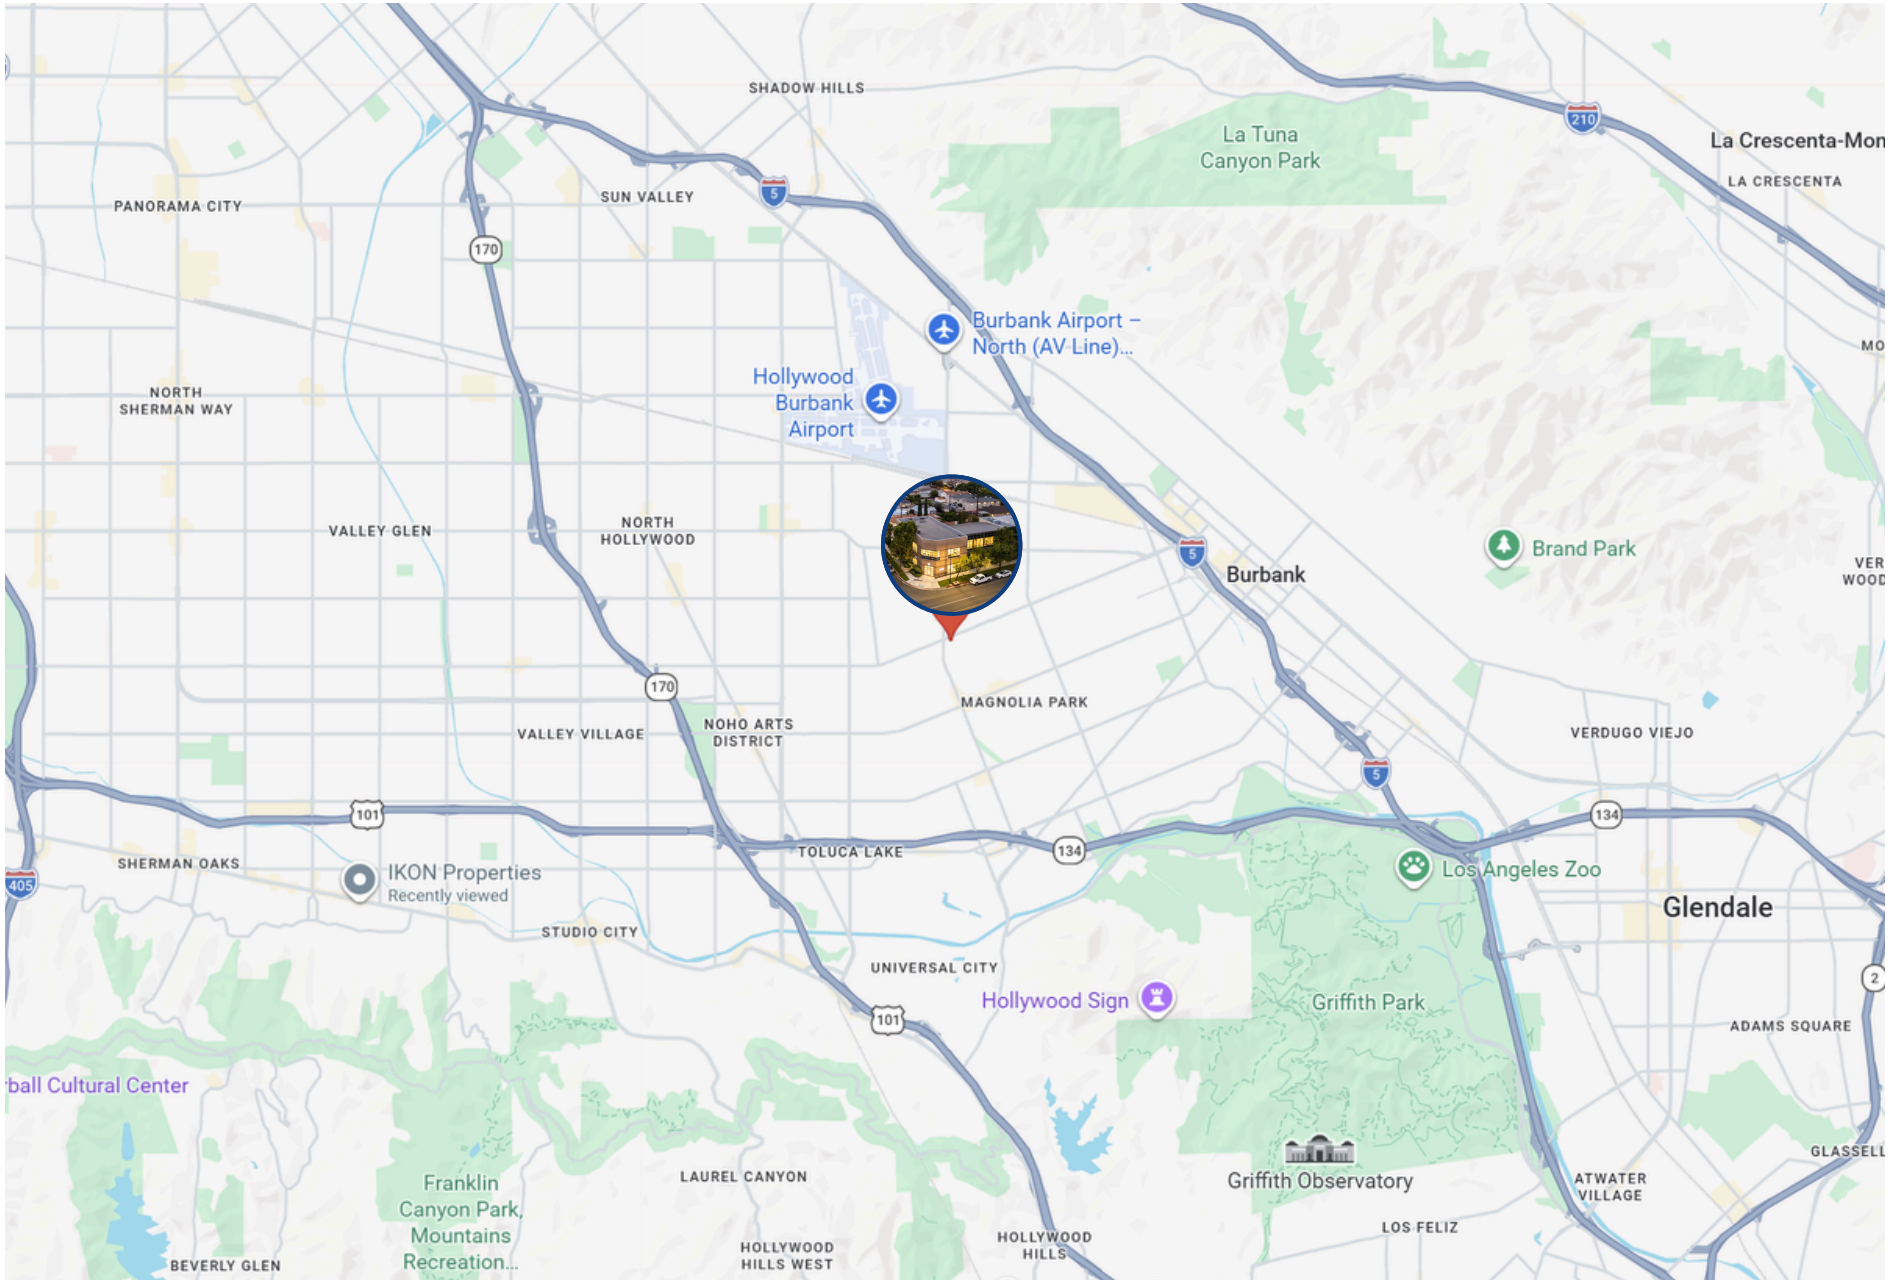 SHADOW HILLS
210
La Tuna
Canyon Park
La Crescenta-Mon
LA CRESCENTA
5
SUN VALLEY
PANORAMA CITY
170
Burbank Airport –
North (AV Line)...
MO
Hollywood
Burbank
Airport
NORTH
SHERMAN WAY
VALLEY GLEN
NORTH
HOLLYWOOD
5
Burbank
Brand Park
VER
WOOD
170
MAGNOLIA PARK
NOHO ARTS
DISTRICT
VALLEY VILLAGE
VERDUGO VIEJO
5
101
134
134
TOLUCA LAKE
SHERMAN OAKS
IKON Properties
Recently viewed
405
Los Angeles Zoo
Glendale
STUDIO CITY
UNIVERSAL CITY
2
Hollywood Sign
Griffith Park
101
ADAMS SQUARE
rball Cultural Center
GLASSELL
LAUREL CANYON
Griffith Observatory
Franklin
Canyon Park,
Mountains
Recreation...
ATWATER
VILLAGE
LOS FELIZ
HOLLYWOOD
HILLS
HOLLYWOOD
HILLS WEST
BEVERLY GLEN